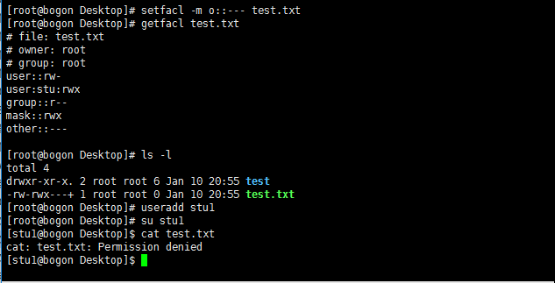 [root@bogon Desktop]# setfacl -m o::--- test.txt
[root@bogon Desktop]# getfacl test.txt
# file: test.txt
# owner: root
# group: root
user::rw-
user:stu:rwx
group::r--
mask::rwx
other::---
[root@bogon Desktop]# ls -l
total 4
drwxr-xr-x. 2 root root 6 Jan 10 20:55 test
-rw-rwx---+ 1 root root 0 Jan 10 20:55 test.txt
[root@bogon Desktop]# useradd stu1
[root@bogon Desktop]# su stu1
[stu1@bogon Desktop]$ cat test.txt
cat: test.txt: Permission denied
[stu1@bogon Desktop]$